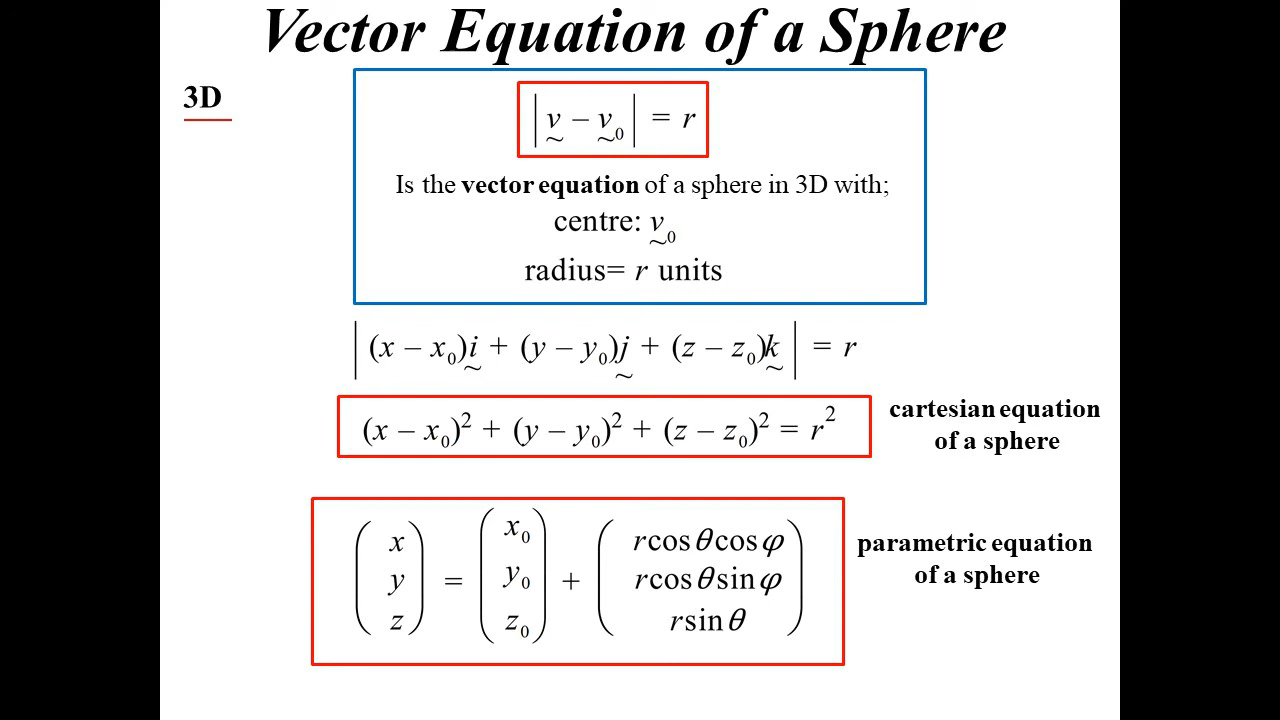 Vector Equation of a Sphere
3D
|v − v₀| = r
Is the vector equation of a sphere in 3D with;
centre: v₀
radius= r units
|(x − x₀)i + (y − y₀)j + (z − z₀)k| = r
(x − x₀)² + (y − y₀)² + (z − z₀)² = r²
cartesian equation
of a sphere
(x y z) = (x₀ y₀ z₀) + (r cos θ cos φ r cos θ sin φ r sin θ)
parametric equation
of a sphere